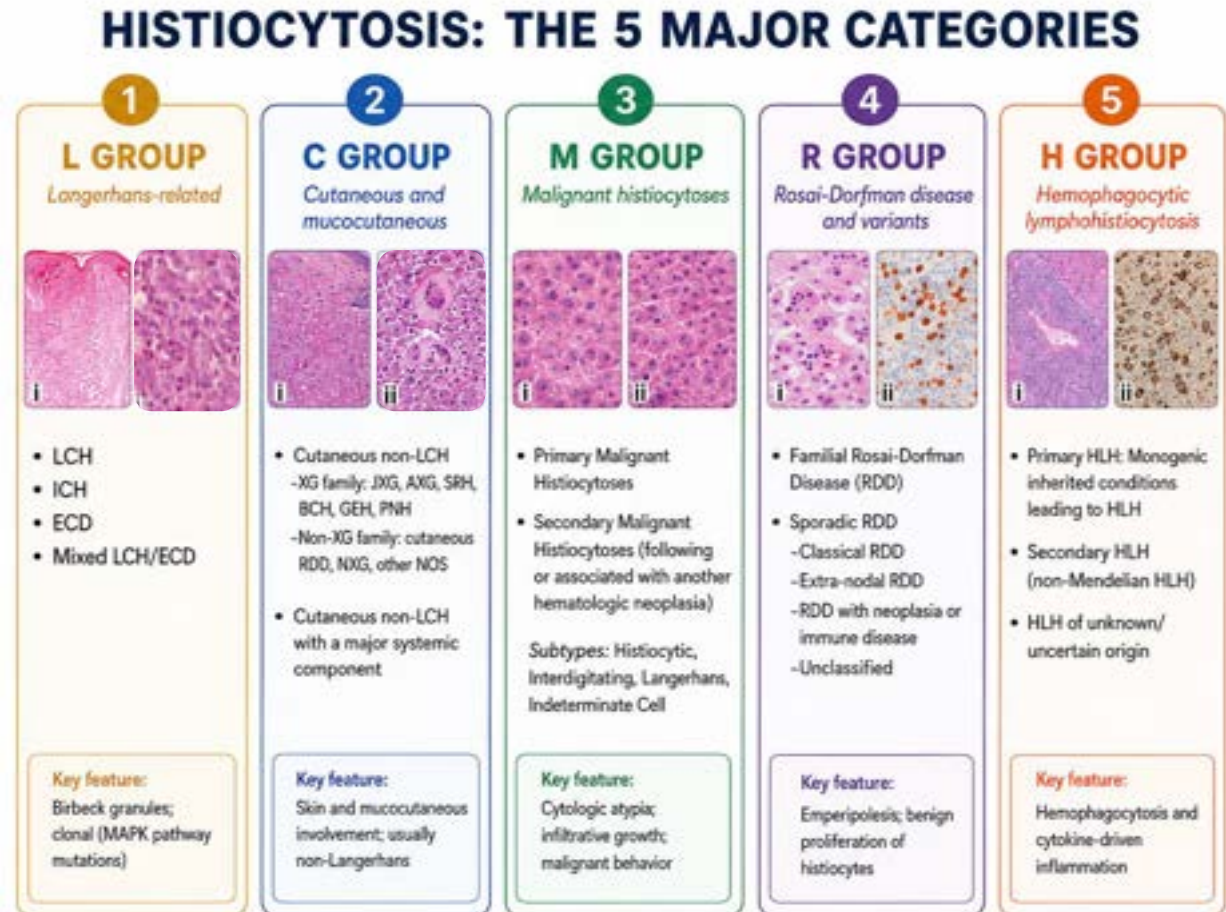 HISTIOCYTOSIS: THE 5 MAJOR CATEGORIES
1
L GROUP
Langerhans-related
i
• LCH
• ICH
• ECD
• Mixed LCH/ECD
Key feature:
Birbeck granules;
clonal (MAPK pathway
mutations)
2
C GROUP
Cutaneous and
mucocutaneous
i
ii
• Cutaneous non-LCH
-XG family: JXG, AXG, SRH,
BCH, GEH, PNH
-Non-XG family: cutaneous
RDD, NXG, other NOS
• Cutaneous non-LCH
with a major systemic
component
Key feature:
Skin and mucocutaneous
involvement; usually
non-Langerhans
3
M GROUP
Malignant histiocytoses
i
ii
• Primary Malignant
Histiocytoses
• Secondary Malignant
Histiocytoses (following
or associated with another
hematologic neoplasia)
Subtypes: Histiocytic,
Interdigitating, Langerhans,
Indeterminate Cell
Key feature:
Cytologic atypia;
infiltrative growth;
malignant behavior
4
R GROUP
Rosai-Dorfman disease
and variants
i
ii
• Familial Rosai-Dorfman
Disease (RDD)
• Sporadic RDD
-Classical RDD
-Extra-nodal RDD
-RDD with neoplasia or
immune disease
-Unclassified
Key feature:
Emperipolesis; benign
proliferation of
histiocytes
5
H GROUP
Hemophagocytic
lymphohistiocytosis
i
ii
• Primary HLH: Monogenic
inherited conditions
leading to HLH
• Secondary HLH
(non-Mendelian HLH)
• HLH of unknown/
uncertain origin
Key feature:
Hemophagocytosis and
cytokine-driven
inflammation